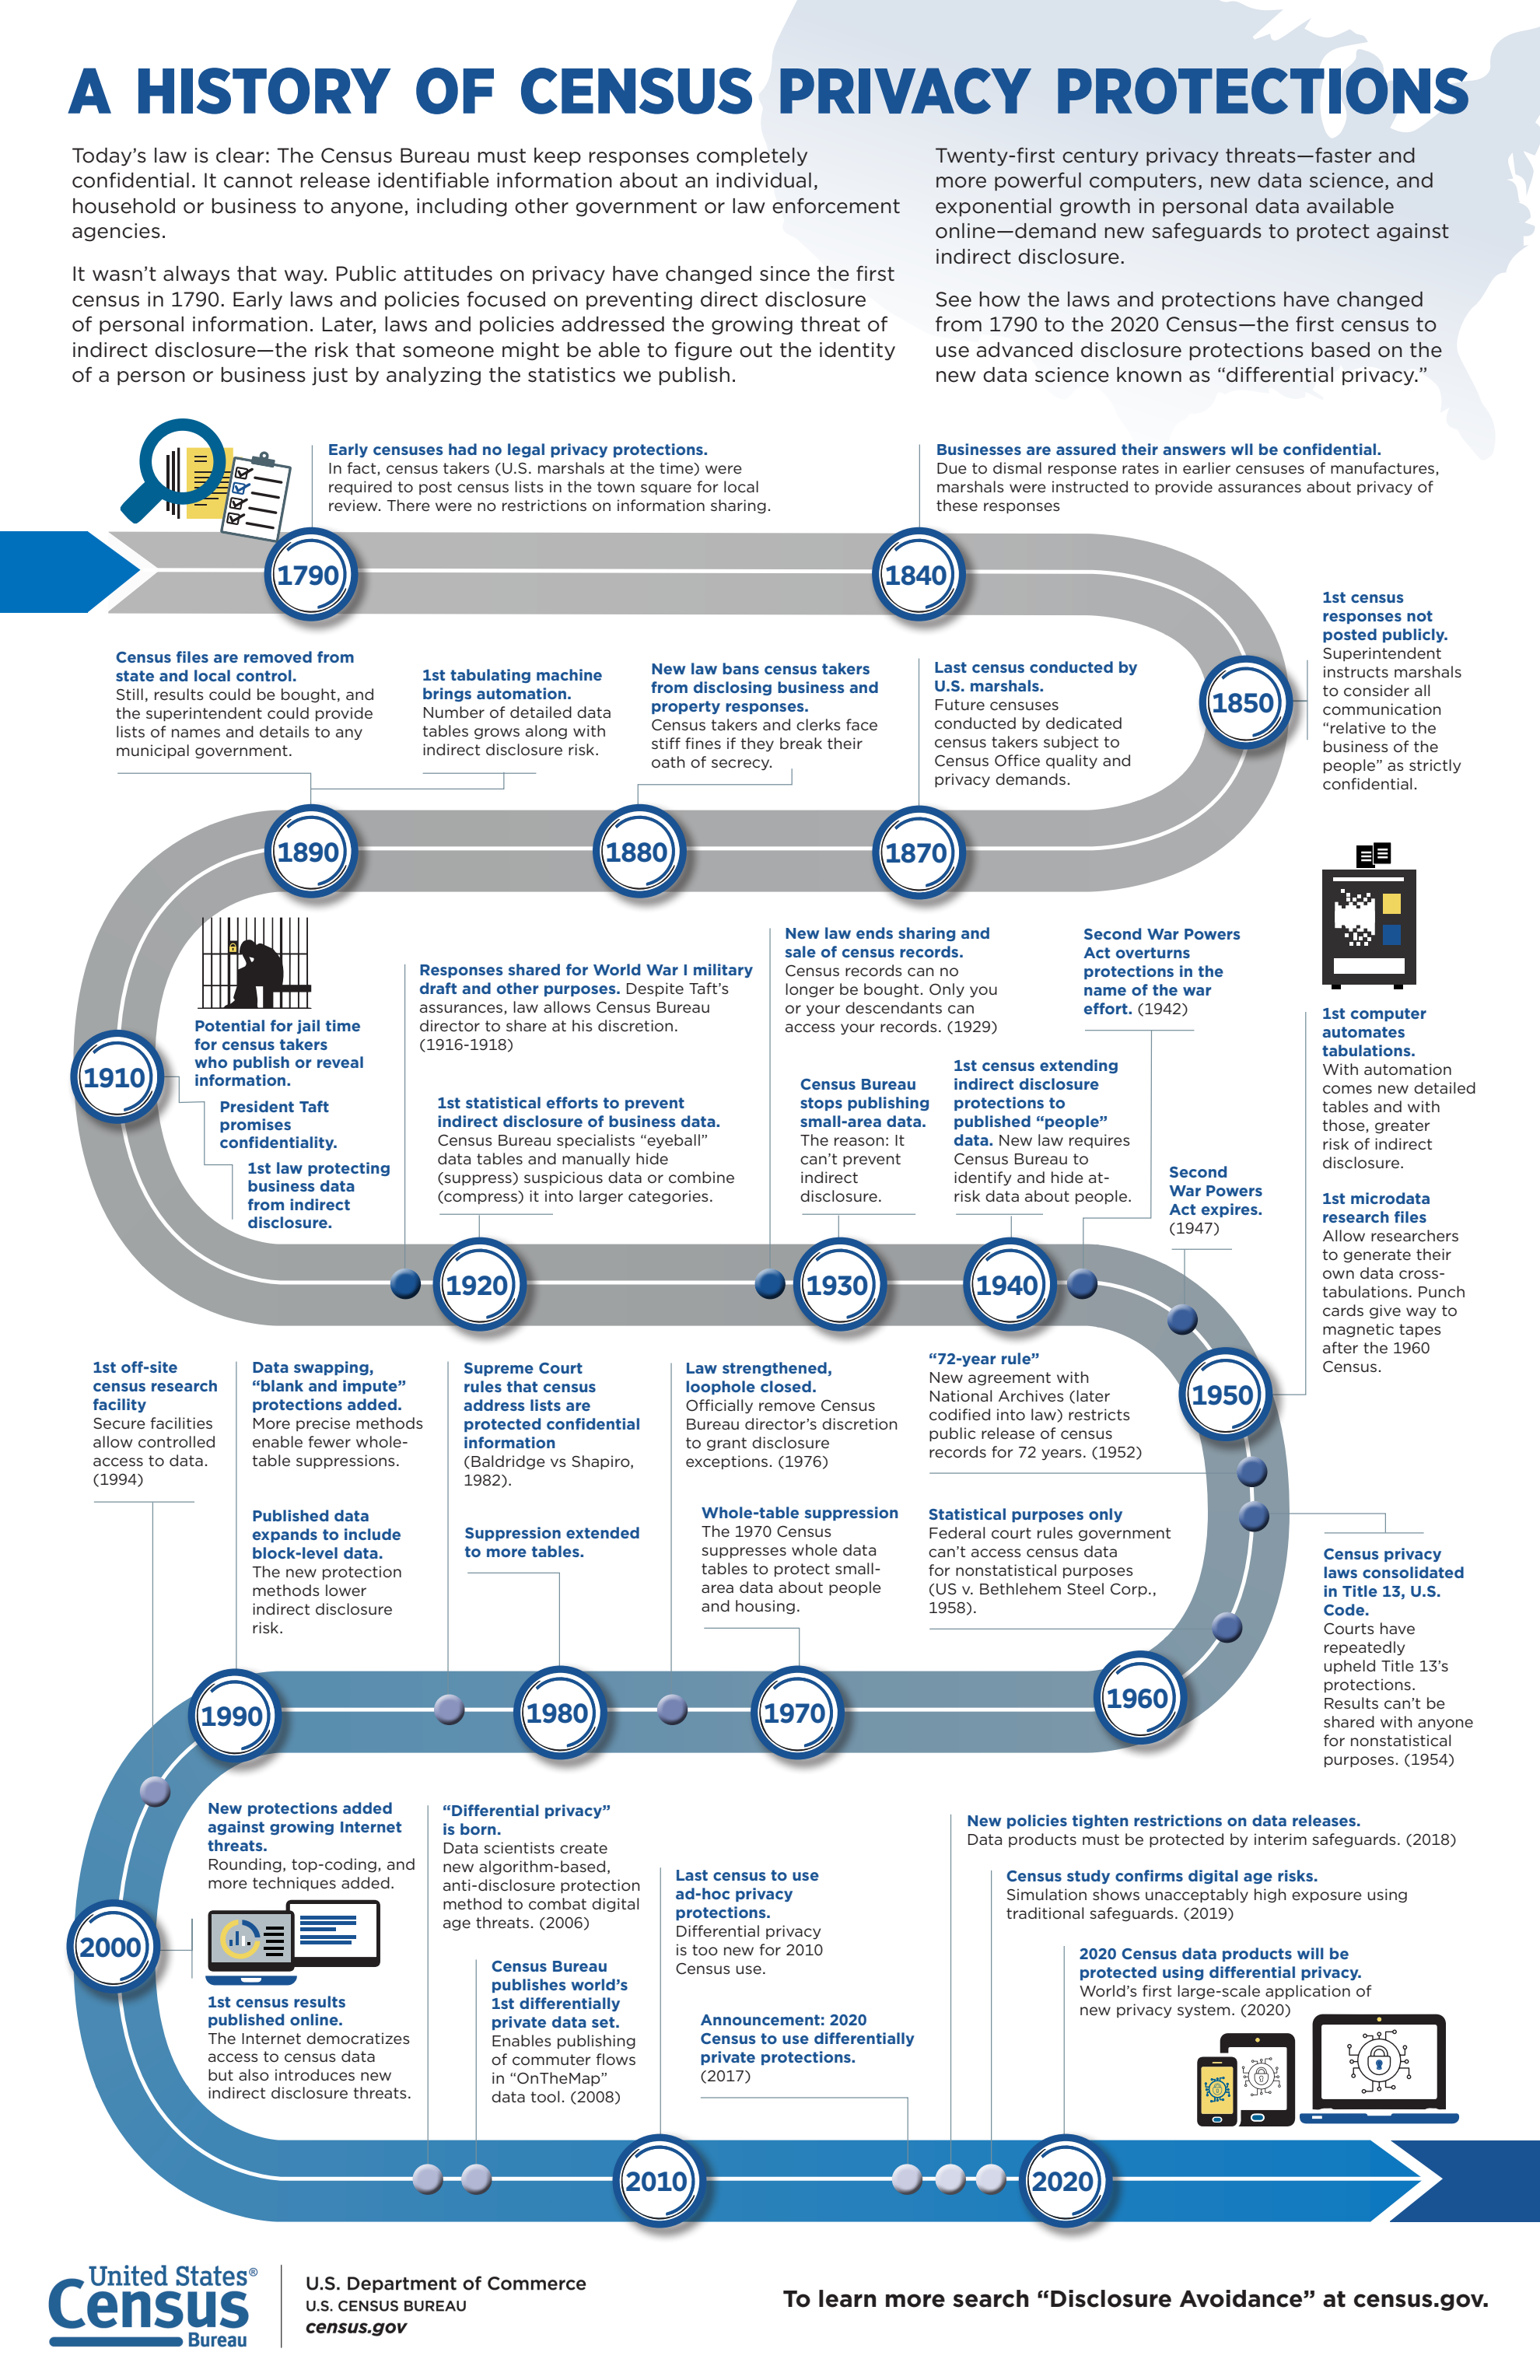 A HISTORY OF CENSUS PRIVACY PROTECTIONS
Today’s law is clear: The Census Bureau must keep responses completely
confidential. It cannot release identifiable information about an individual,
household or business to anyone, including other government or law enforcement
agencies.
It wasn’t always that way. Public attitudes on privacy have changed since the first
census in 1790. Early laws and policies focused on preventing direct disclosure
of personal information. Later, laws and policies addressed the growing threat of
indirect disclosure—the risk that someone might be able to figure out the identity
of a person or business just by analyzing the statistics we publish.
Twenty-first century privacy threats—faster and
more powerful computers, new data science, and
exponential growth in personal data available
online—demand new safeguards to protect against
indirect disclosure.
See how the laws and protections have changed
from 1790 to the 2020 Census—the first census to
use advanced disclosure protections based on the
new data science known as “differential privacy.”
Early censuses had no legal privacy protections.
In fact, census takers (U.S. marshals at the time) were
required to post census lists in the town square for local
review. There were no restrictions on information sharing.
Businesses are assured their answers wll be confidential.
Due to dismal response rates in earlier censuses of manufactures,
marshals were instructed to provide assurances about privacy of
these responses
1790
1840
1st census
responses not
posted publicly.
Superintendent
instructs marshals
to consider all
communication
“relative to the
business of the
people” as strictly
confidential.
1850
Census files are removed from
state and local control.
Still, results could be bought, and
the superintendent could provide
lists of names and details to any
municipal government.
1st tabulating machine
brings automation.
Number of detailed data
tables grows along with
indirect disclosure risk.
New law bans census takers
from disclosing business and
property responses.
Census takers and clerks face
stiff fines if they break their
oath of secrecy.
Last census conducted by
U.S. marshals.
Future censuses
conducted by dedicated
census takers subject to
Census Office quality and
privacy demands.
1890
1880
1870
Potential for jail time
for census takers
who publish or reveal
information.
President Taft
promises
confidentiality.
1st law protecting
business data
from indirect
disclosure.
1910
Responses shared for World War I military
draft and other purposes. Despite Taft’s
assurances, law allows Census Bureau
director to share at his discretion.
(1916-1918)
1st statistical efforts to prevent
indirect disclosure of business data.
Census Bureau specialists “eyeball”
data tables and manually hide
(suppress) suspicious data or combine
(compress) it into larger categories.
New law ends sharing and
sale of census records.
Census records can no
longer be bought. Only you
or your descendants can
access your records. (1929)
Census Bureau
stops publishing
small-area data.
The reason: It
can’t prevent
indirect
disclosure.
1st census extending
indirect disclosure
protections to
published “people”
data. New law requires
Census Bureau to
identify and hide at-
risk data about people.
Second War Powers
Act overturns
protections in the
name of the war
effort. (1942)
Second
War Powers
Act expires.
(1947)
1st computer
automates
tabulations.
With automation
comes new detailed
tables and with
those, greater
risk of indirect
disclosure.
1st microdata
research files
Allow researchers
to generate their
own data cross-
tabulations. Punch
cards give way to
magnetic tapes
after the 1960
Census.
1920
1930
1940
1950
1st off-site
census research
facility
Secure facilities
allow controlled
access to data.
(1994)
Data swapping,
“blank and impute”
protections added.
More precise methods
enable fewer whole-
table suppressions.
Published data
expands to include
block-level data.
The new protection
methods lower
indirect disclosure
risk.
Supreme Court
rules that census
address lists are
protected confidential
information
(Baldridge vs Shapiro,
1982).
Suppression extended
to more tables.
Law strengthened,
loophole closed.
Officially remove Census
Bureau director’s discretion
to grant disclosure
exceptions. (1976)
Whole-table suppression
The 1970 Census
suppresses whole data
tables to protect small-
area data about people
and housing.
“72-year rule”
New agreement with
National Archives (later
codified into law) restricts
public release of census
records for 72 years. (1952)
Statistical purposes only
Federal court rules government
can’t access census data
for nonstatistical purposes
(US v. Bethlehem Steel Corp.,
1958).
Census privacy
laws consolidated
in Title 13, U.S.
Code.
Courts have
repeatedly
upheld Title 13’s
protections.
Results can’t be
shared with anyone
for nonstatistical
purposes. (1954)
1990
1980
1970
1960
New protections added
against growing Internet
threats.
Rounding, top-coding, and
more techniques added.
2000
1st census results
published online.
The Internet democratizes
access to census data
but also introduces new
indirect disclosure threats.
“Differential privacy”
is born.
Data scientists create
new algorithm-based,
anti-disclosure protection
method to combat digital
age threats. (2006)
Census Bureau
publishes world’s
1st differentially
private data set.
Enables publishing
of commuter flows
in “OnTheMap”
data tool. (2008)
Last census to use
ad-hoc privacy
protections.
Differential privacy
is too new for 2010
Census use.
Announcement: 2020
Census to use differentially
private protections.
(2017)
New policies tighten restrictions on data releases.
Data products must be protected by interim safeguards. (2018)
Census study confirms digital age risks.
Simulation shows unacceptably high exposure using
traditional safeguards. (2019)
2020 Census data products will be
protected using differential privacy.
World’s first large-scale application of
new privacy system. (2020)
2010
2020
United States®
Census
Bureau
U.S. Department of Commerce
U.S. CENSUS BUREAU
census.gov
To learn more search “Disclosure Avoidance” at census.gov.